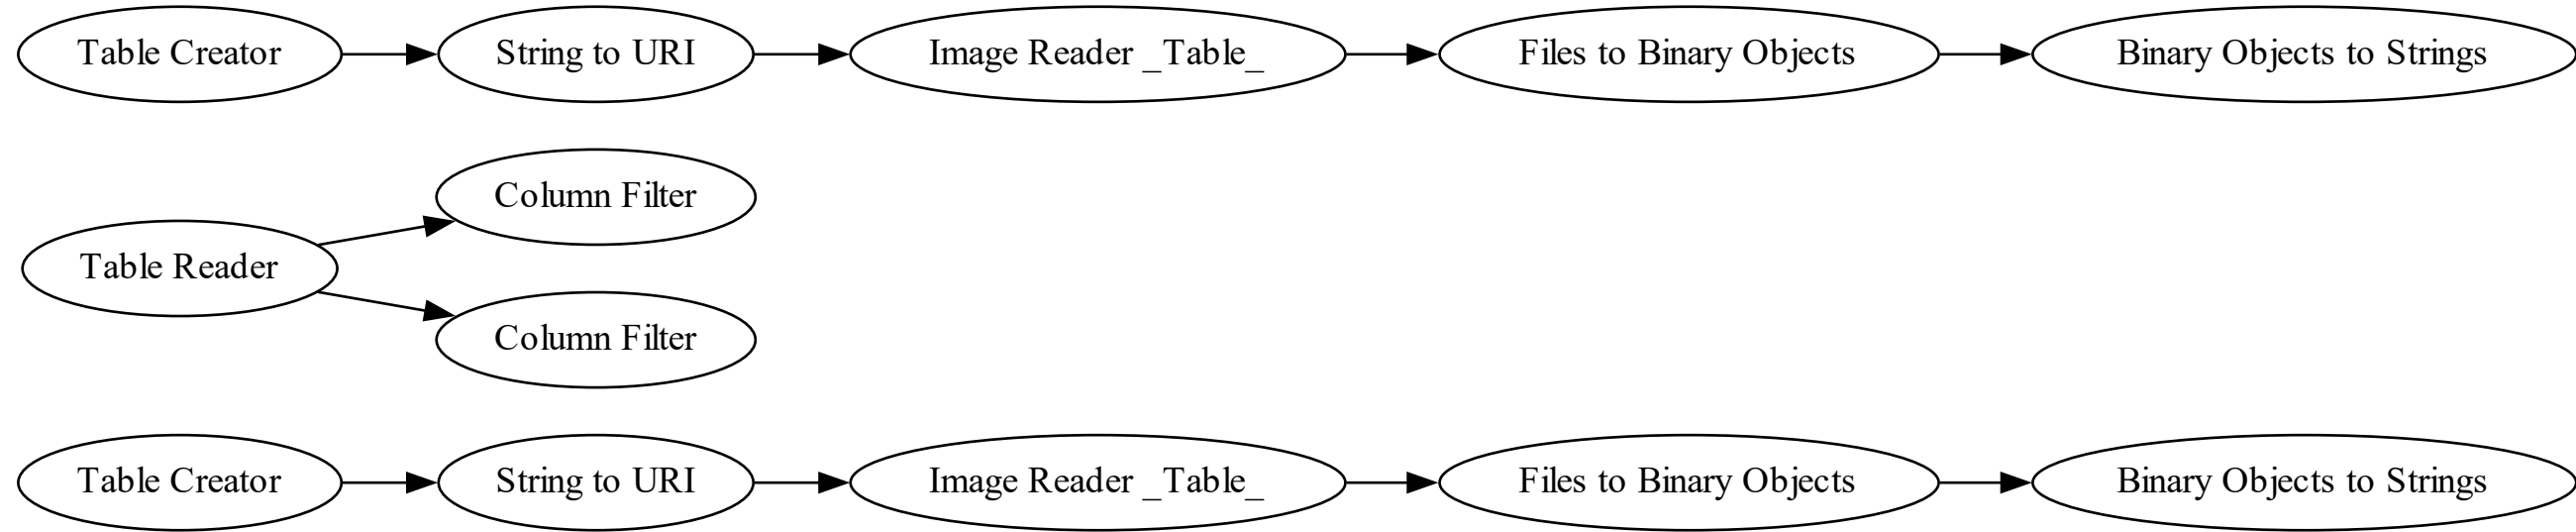 Table Creator
String to URI
Image Reader _Table_
Files to Binary Objects
Binary Objects to Strings
Column Filter
Table Reader
Column Filter
Table Creator
String to URI
Image Reader _Table_
Files to Binary Objects
Binary Objects to Strings